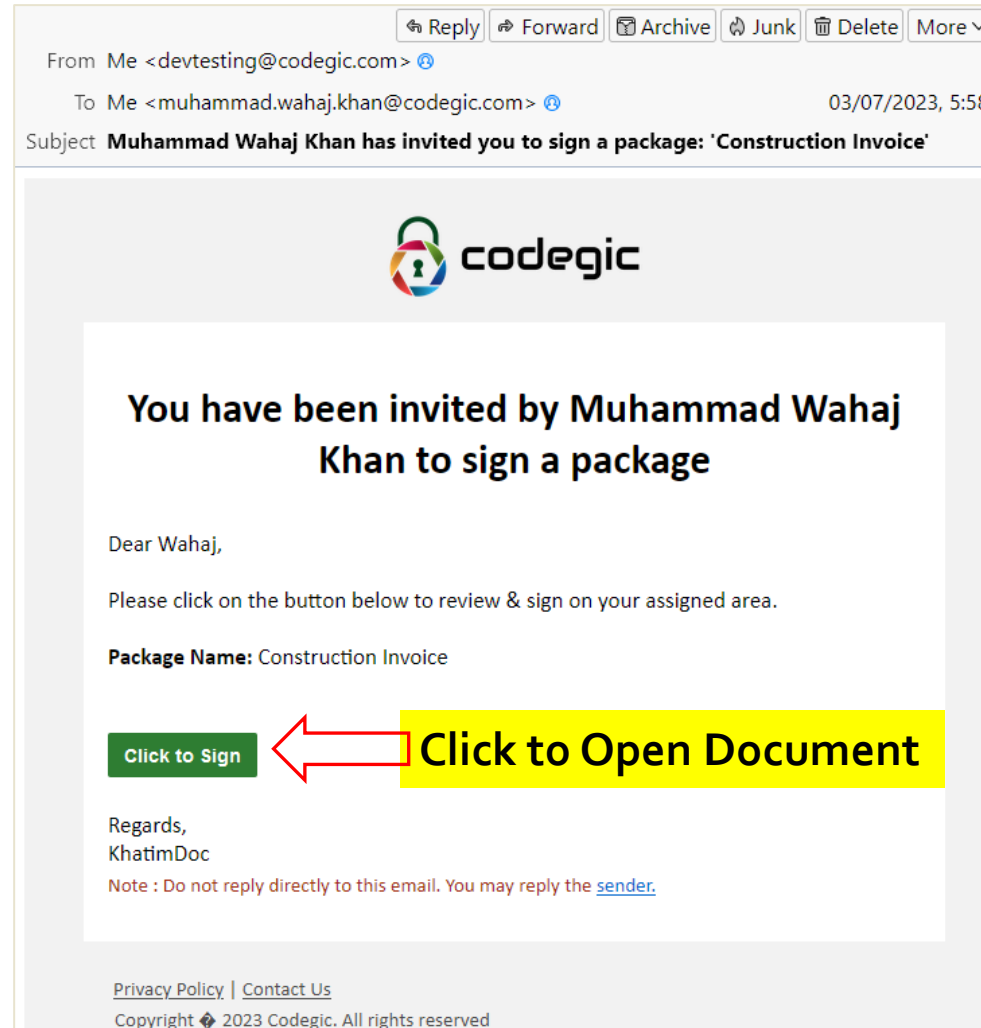 Reply Forward Archive Junk Delete More
From Me <devtesting@codegic.com>
To Me <muhammad.wahaj.khan@codegic.com> 03/07/2023, 5:58
Subject Muhammad Wahaj Khan has invited you to sign a package: 'Construction Invoice'
codegic
You have been invited by Muhammad Wahaj
Khan to sign a package
Dear Wahaj,
Please click on the button below to review & sign on your assigned area.
Package Name: Construction Invoice
Click to Sign Click to Open Document
Regards,
KhatimDoc
Note : Do not reply directly to this email. You may reply the sender.
Privacy Policy | Contact Us
Copyright � 2023 Codegic. All rights reserved